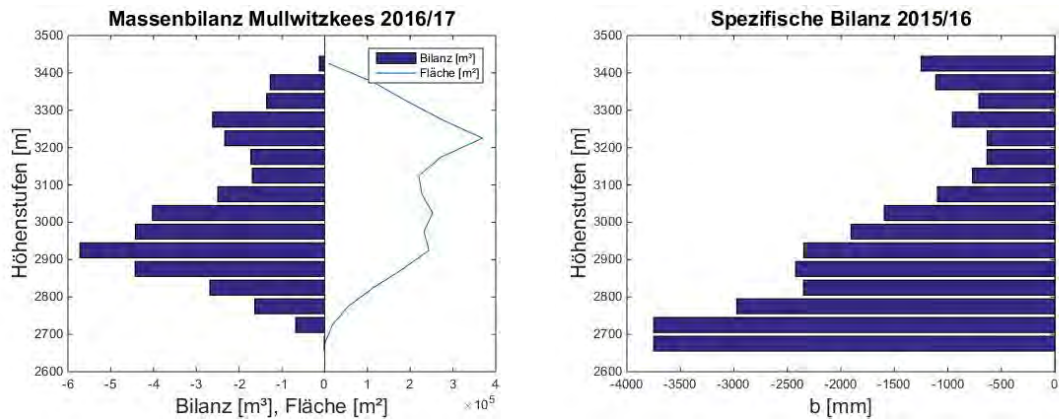 Massenbilanz Mullwitzkees 2016/17
3500
3400
3300
3200
3100
3000
2900
2800
2700
2600
Höhenstufen [m]
Bilanz [m³]
Fläche [m²]
-6 -5 -4 -3 -2 -1 0 1 2 3 4
×10⁵
Bilanz [m³], Fläche [m²]
Spezifische Bilanz 2015/16
3500
3400
3300
3200
3100
3000
2900
2800
2700
2600
Höhenstufen [m]
-4000 -3500 -3000 -2500 -2000 -1500 -1000 -500 0
b [mm]